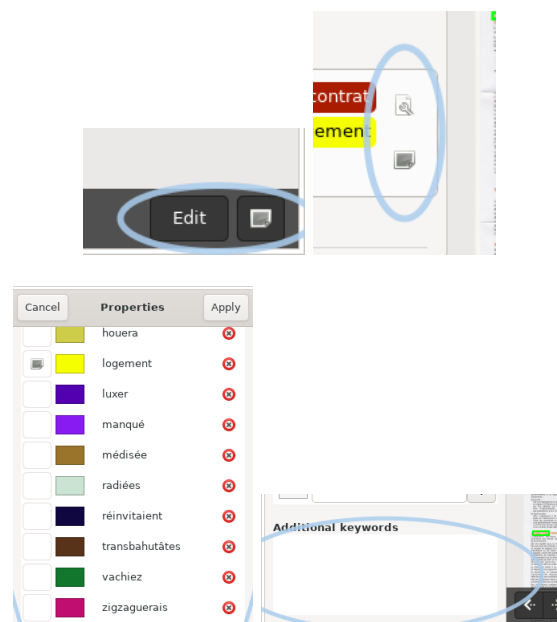 contrat
ement
Edit
Cancel
Properties
Apply
houera
logement
luxer
manqué
médisée
radiées
réinvitaient
transbahutâtes
vachiez
zigzaguerais
Additional keywords